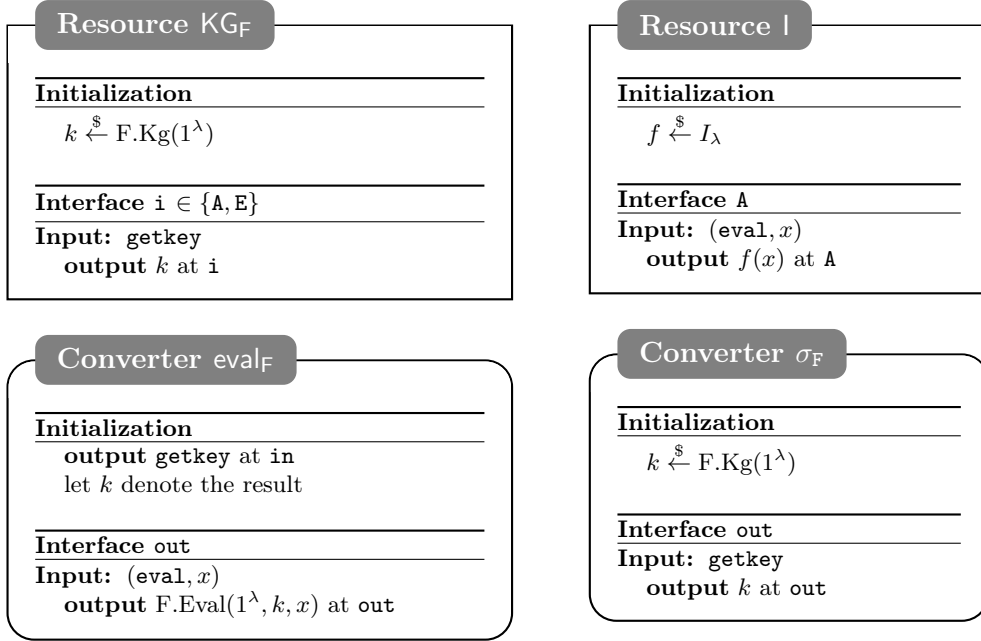 Resource KG_F
Initialization
k $← F.Kg(1^λ)
Interface i ∈ {A, E}
Input: getkey
output k at i
Resource I
Initialization
f $← I_λ
Interface A
Input: (eval, x)
output f(x) at A
Converter eval_F
Initialization
output getkey at in
let k denote the result
Interface out
Input: (eval, x)
output F.Eval(1^λ, k, x) at out
Converter σ_F
Initialization
k $← F.Kg(1^λ)
Interface out
Input: getkey
output k at out